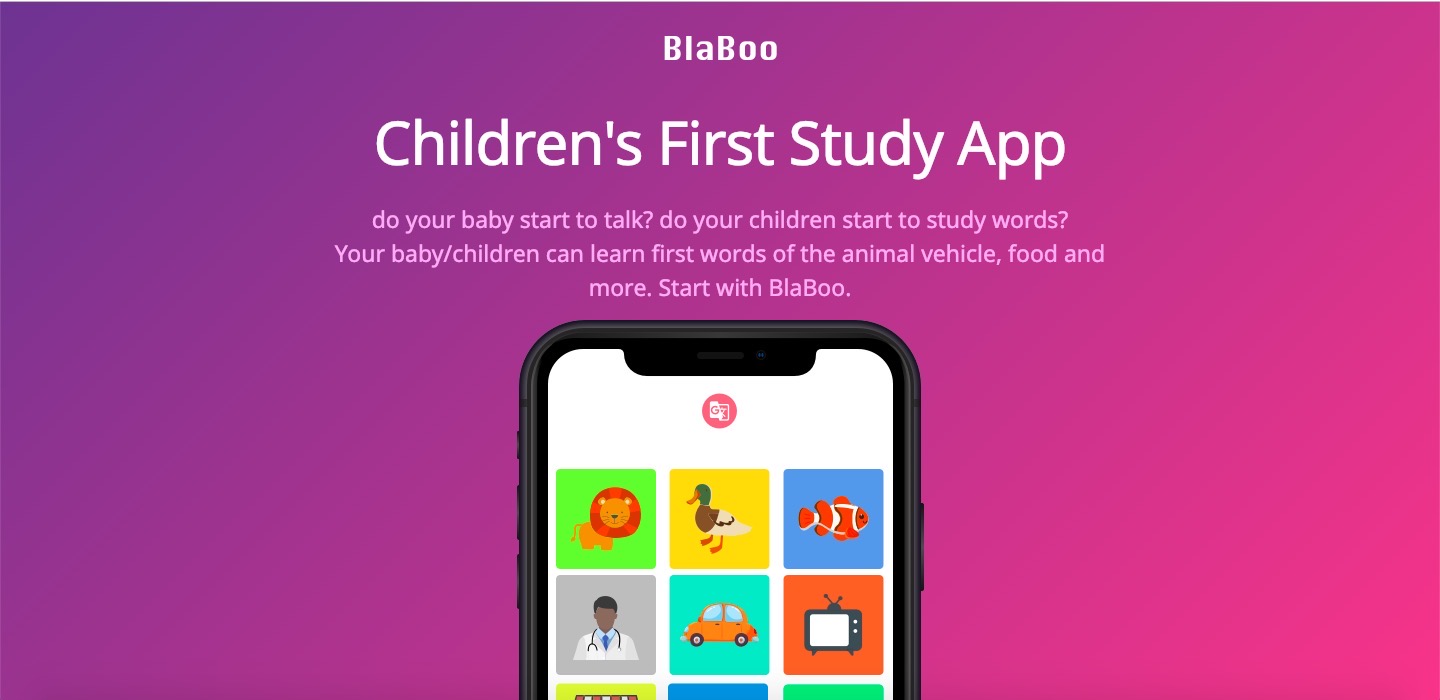 BlaBoo
Children's First Study App
do your baby start to talk? do your children start to study words?
Your baby/children can learn first words of the animal vehicle, food and
more. Start with BlaBoo.